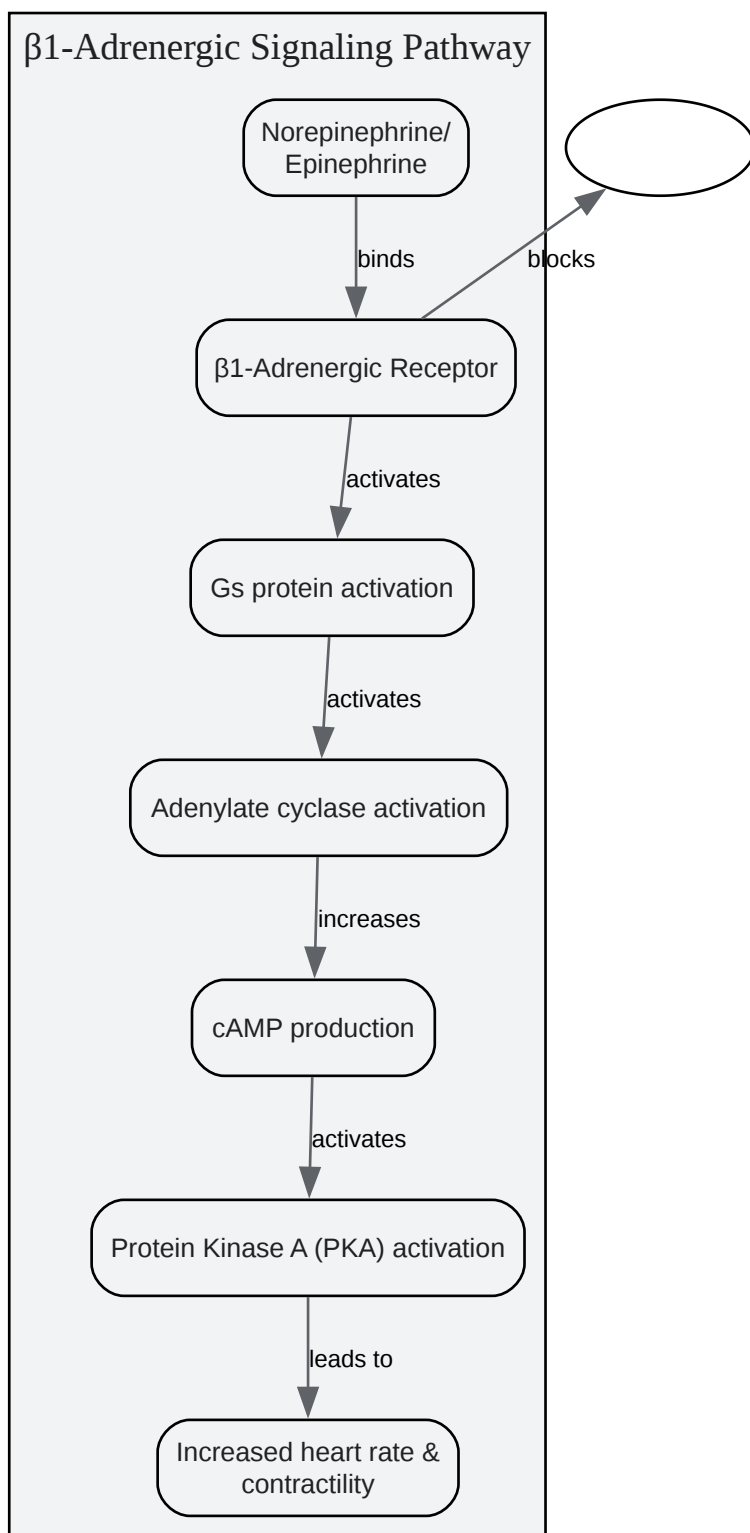 β1-Adrenergic Signaling Pathway
Norepinephrine/
Epinephrine
binds
blocks
β1-Adrenergic Receptor
activates
Gs protein activation
activates
Adenylate cyclase activation
increases
cAMP production
activates
Protein Kinase A (PKA) activation
leads to
Increased heart rate &
contractility